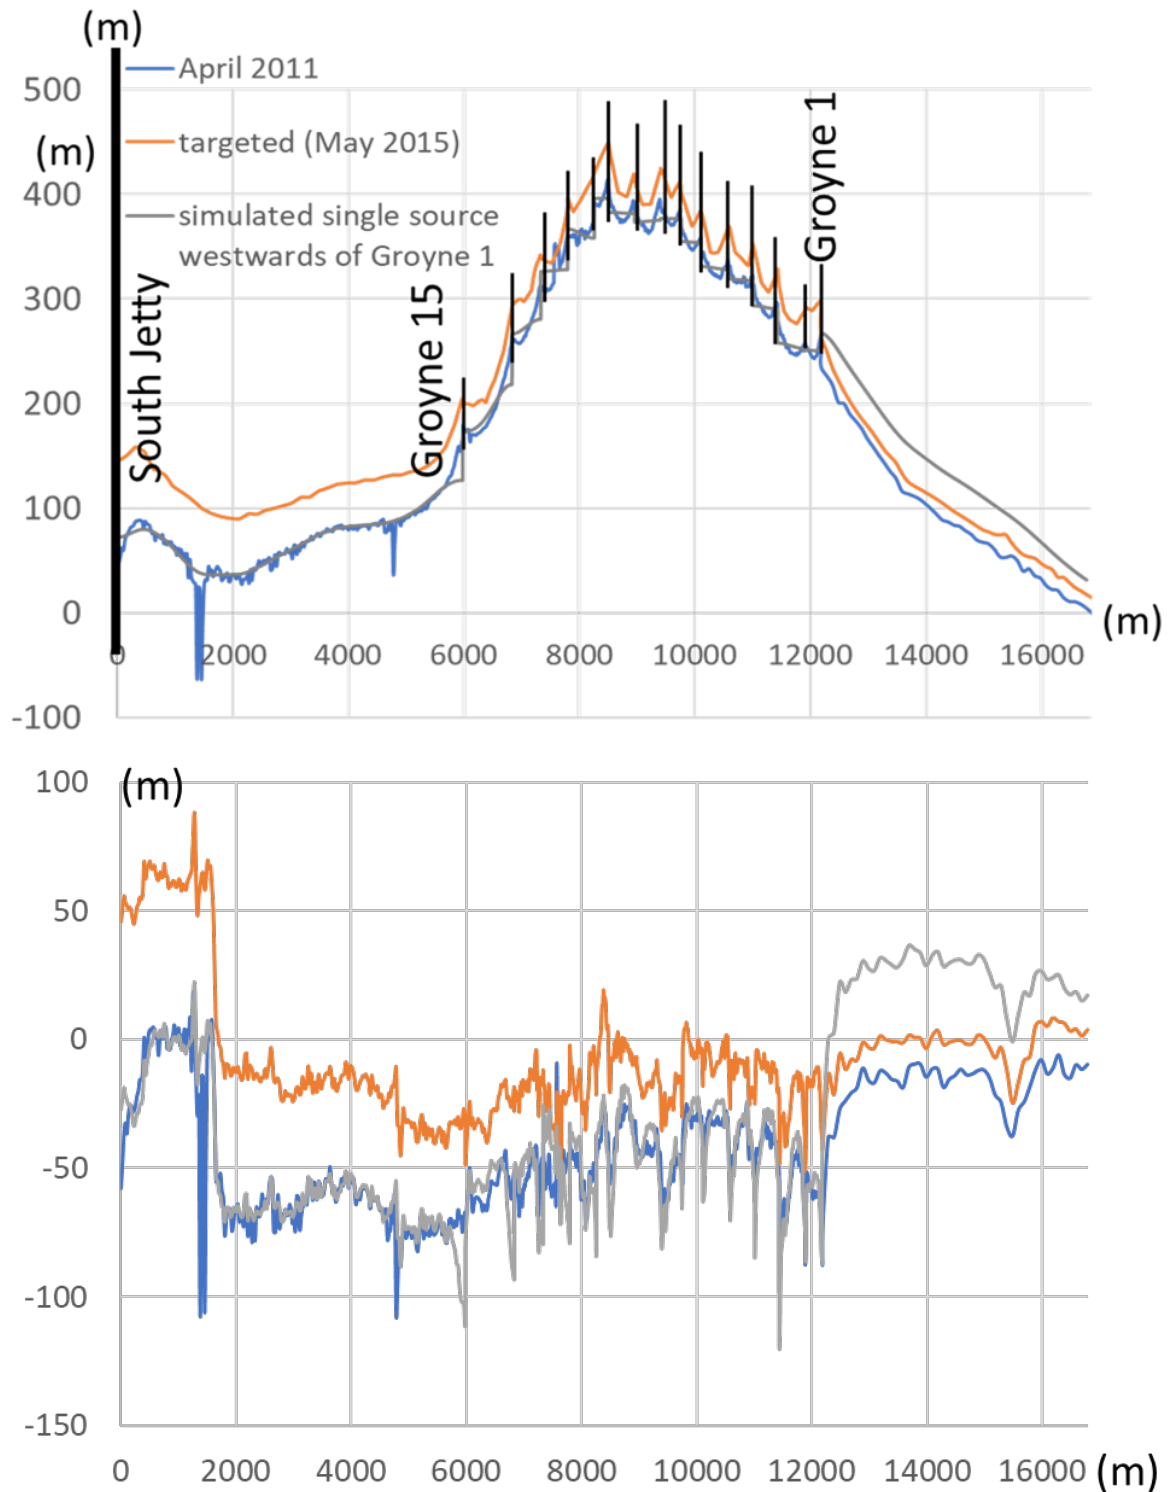 (m)
April 2011
500
(m)
targeted (May 2015)
400
simulated single source
westwards of Groyne 1
300
South Jetty
Groyne 15
Groyne 1
200
100
0
(m)
0 2000 4000 6000 8000 10000 12000 14000 16000
-100
100
(m)
50
0
-50
-100
-150
0 2000 4000 6000 8000 10000 12000 14000 16000 (m)